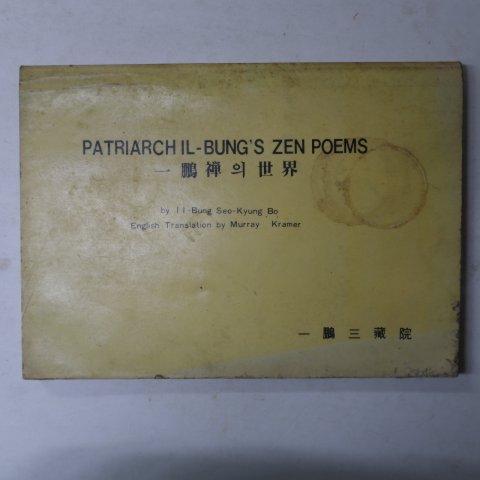 PATRIARCH IL-BUNG'S ZEN POEMS
一鵬禅의世界
by Il-Bung Seo-Kyung Bo
English Translation by Murray Kramer
一鵬三藏院